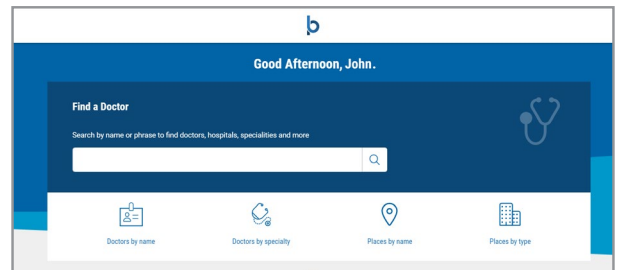 b
Good Afternoon, John.
Find a Doctor
Search by name or phrase to find doctors, hospitals, specialities and more
Doctors by name
Doctors by specialty
Places by name
Places by type